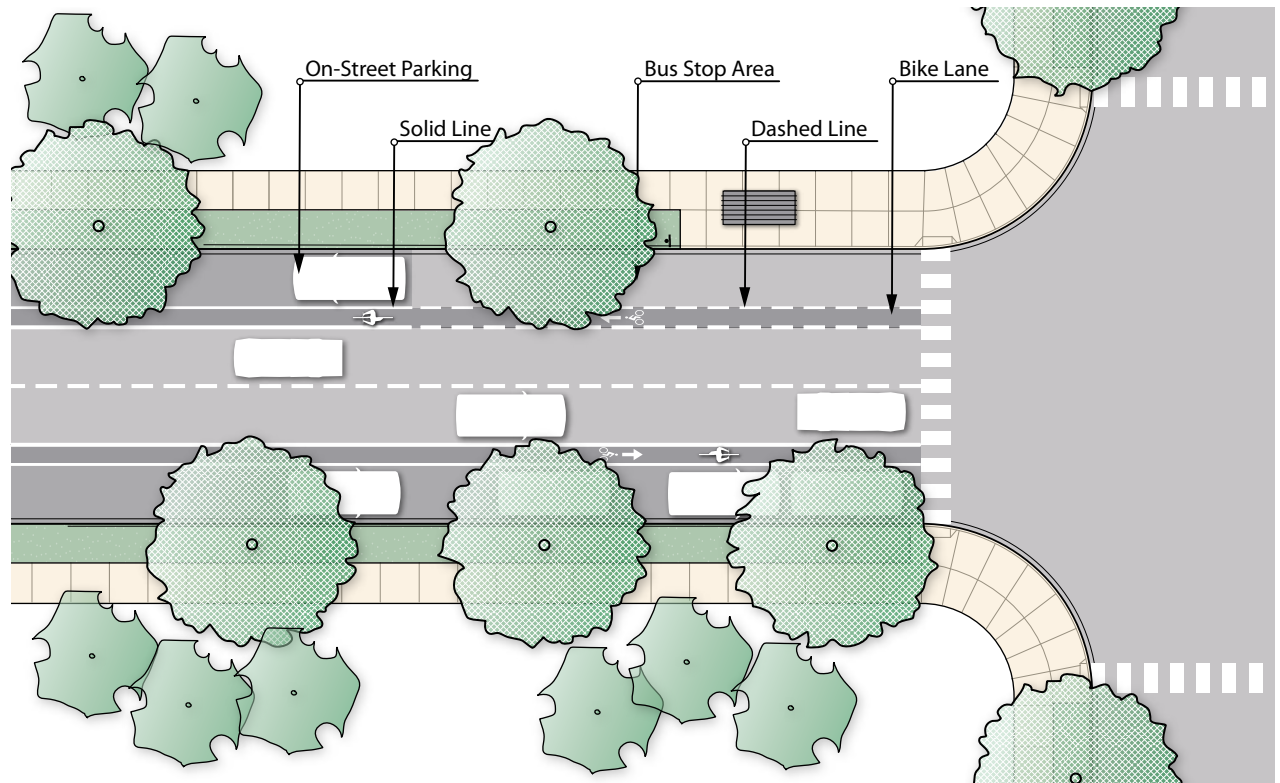 On-Street Parking
Bus Stop Area
Bike Lane
Solid Line
Dashed Line